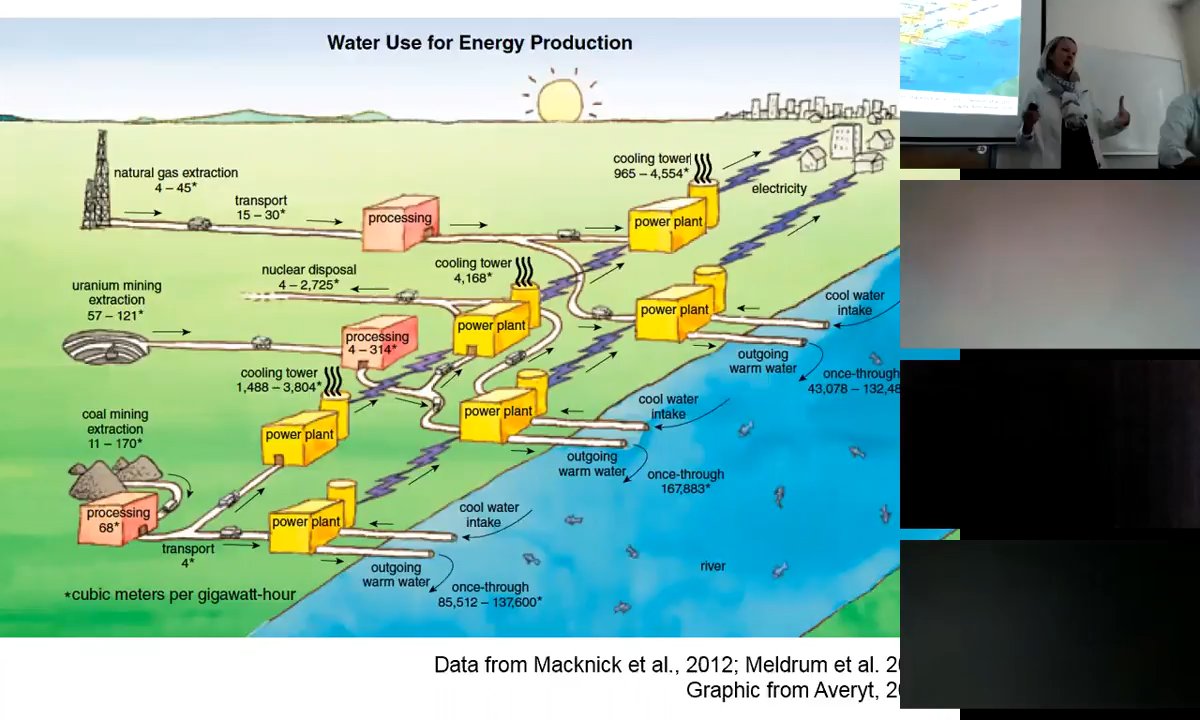 Water Use for Energy Production
natural gas extraction
4 – 45*
transport
15 – 30*
processing
cooling tower
965 – 4,554*
power plant
electricity
nuclear disposal
4 – 2,725*
cooling tower
4,168*
power plant
power plant
cool water
intake
outgoing
warm water
once-through
43,078 – 132,48
uranium mining
extraction
57 – 121*
processing
4 – 314*
cooling tower
1,488 – 3,804*
power plant
power plant
cool water
intake
outgoing
warm water
once-through
167,883*
coal mining
extraction
11 – 170*
processing
68*
transport
4*
power plant
cool water
intake
outgoing
warm water
once-through
85,512 – 137,600*
river
*cubic meters per gigawatt-hour
Data from Macknick et al., 2012; Meldrum et al. 20
Graphic from Averyt, 20